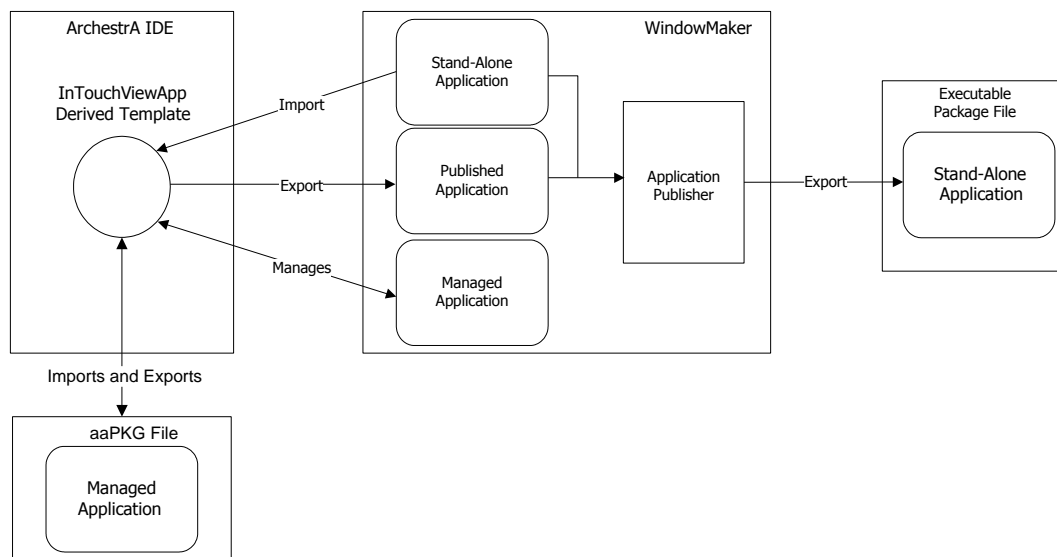 ArchestrA IDE
WindowMaker
InTouchViewApp
Derived Template
Stand-Alone
Application
Import
Executable
Package File
Export
Published
Application
Application
Publisher
Export
Stand-Alone
Application
Manages
Managed
Application
Imports and Exports
aaPKG File
Managed
Application